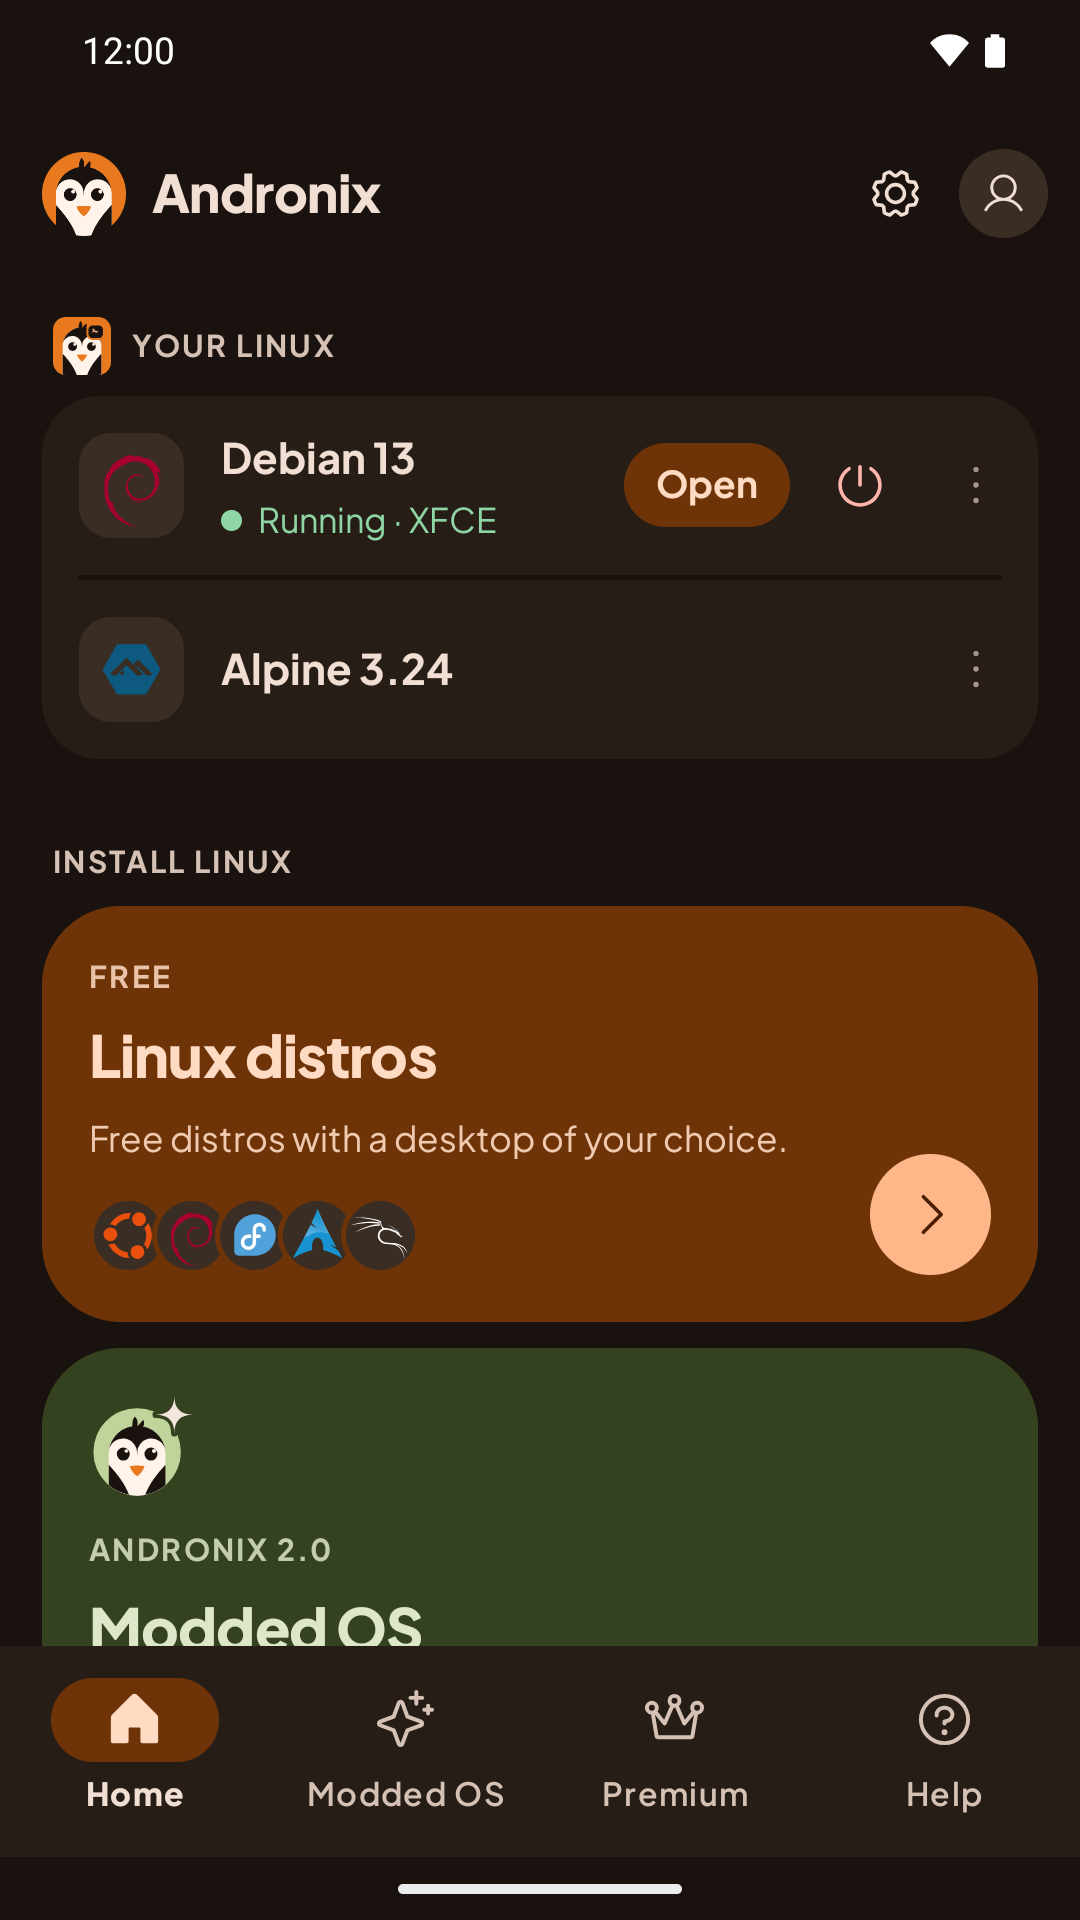 12:00
Andronix
YOUR LINUX
Debian 13
Open
Running · XFCE
Alpine 3.24
INSTALL LINUX
FREE
Linux distros
Free distros with a desktop of your choice.
ANDRONIX 2.0
Modded OS
Home
Modded OS
Premium
Help